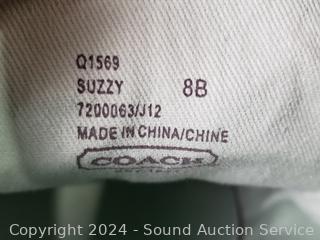 Q1569
SUZZY 8B
7200063/J12
MADE IN CHINA/CHINE
COACH
Copyright 2024 - Sound Auction Service